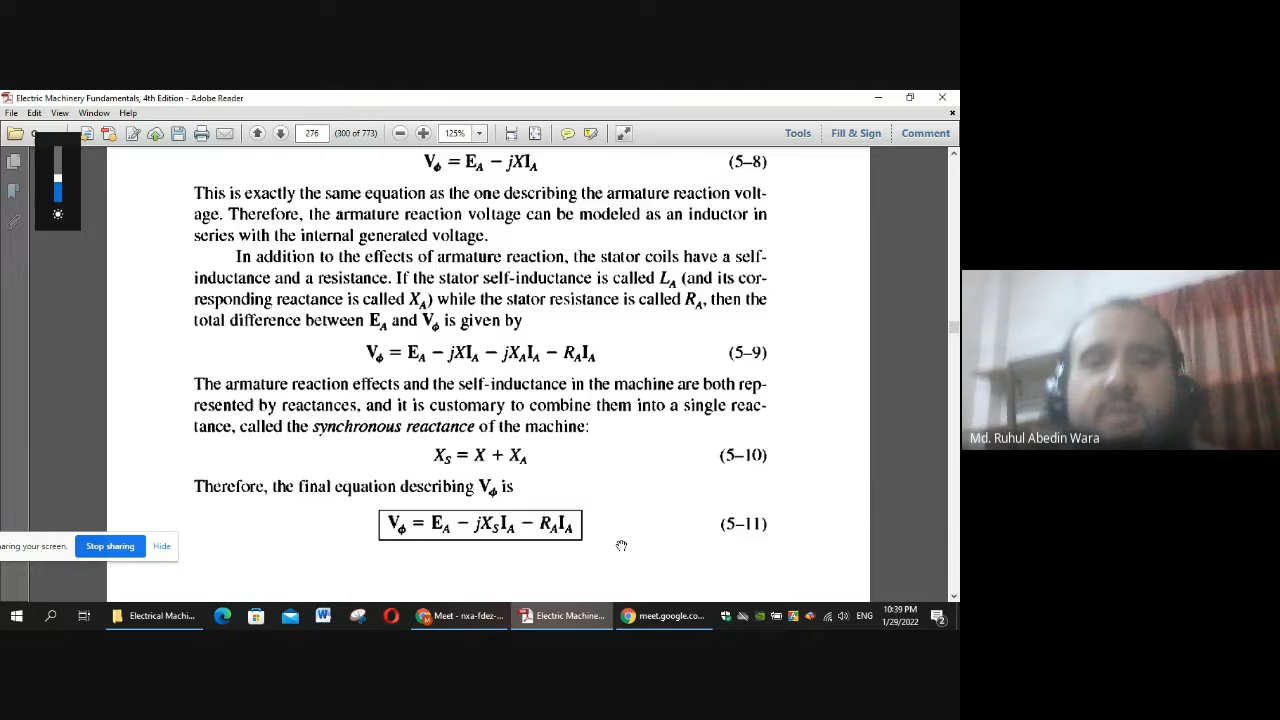 Electric Machinery Fundamentals, 4th Edition - Adobe Reader
File Edit View Window Help
276 (300 of 773) 125% Tools Fill & Sign Comment
Vϕ = E_A − jXI_A (5–8)
This is exactly the same equation as the one describing the armature reaction volt-
age. Therefore, the armature reaction voltage can be modeled as an inductor in
series with the internal generated voltage.
In addition to the effects of armature reaction, the stator coils have a self-
inductance and a resistance. If the stator self-inductance is called L_A (and its cor-
responding reactance is called X_A) while the stator resistance is called R_A, then the
total difference between E_A and Vϕ is given by
Vϕ = E_A − jXI_A − jX_AI_A − R_AI_A (5–9)
The armature reaction effects and the self-inductance in the machine are both rep-
resented by reactances, and it is customary to combine them into a single reac-
tance, called the synchronous reactance of the machine:
X_S = X + X_A (5–10)
Therefore, the final equation describing Vϕ is
Vϕ = E_A − jX_SI_A − R_AI_A (5–11)
Md. Ruhul Abedin Wara
haring your screen. Stop sharing Hide
Electrical Machi... Meet - nxa-fdez-... Electric Machine... meet.google.co... ENG
10:39 PM
1/29/2022
2